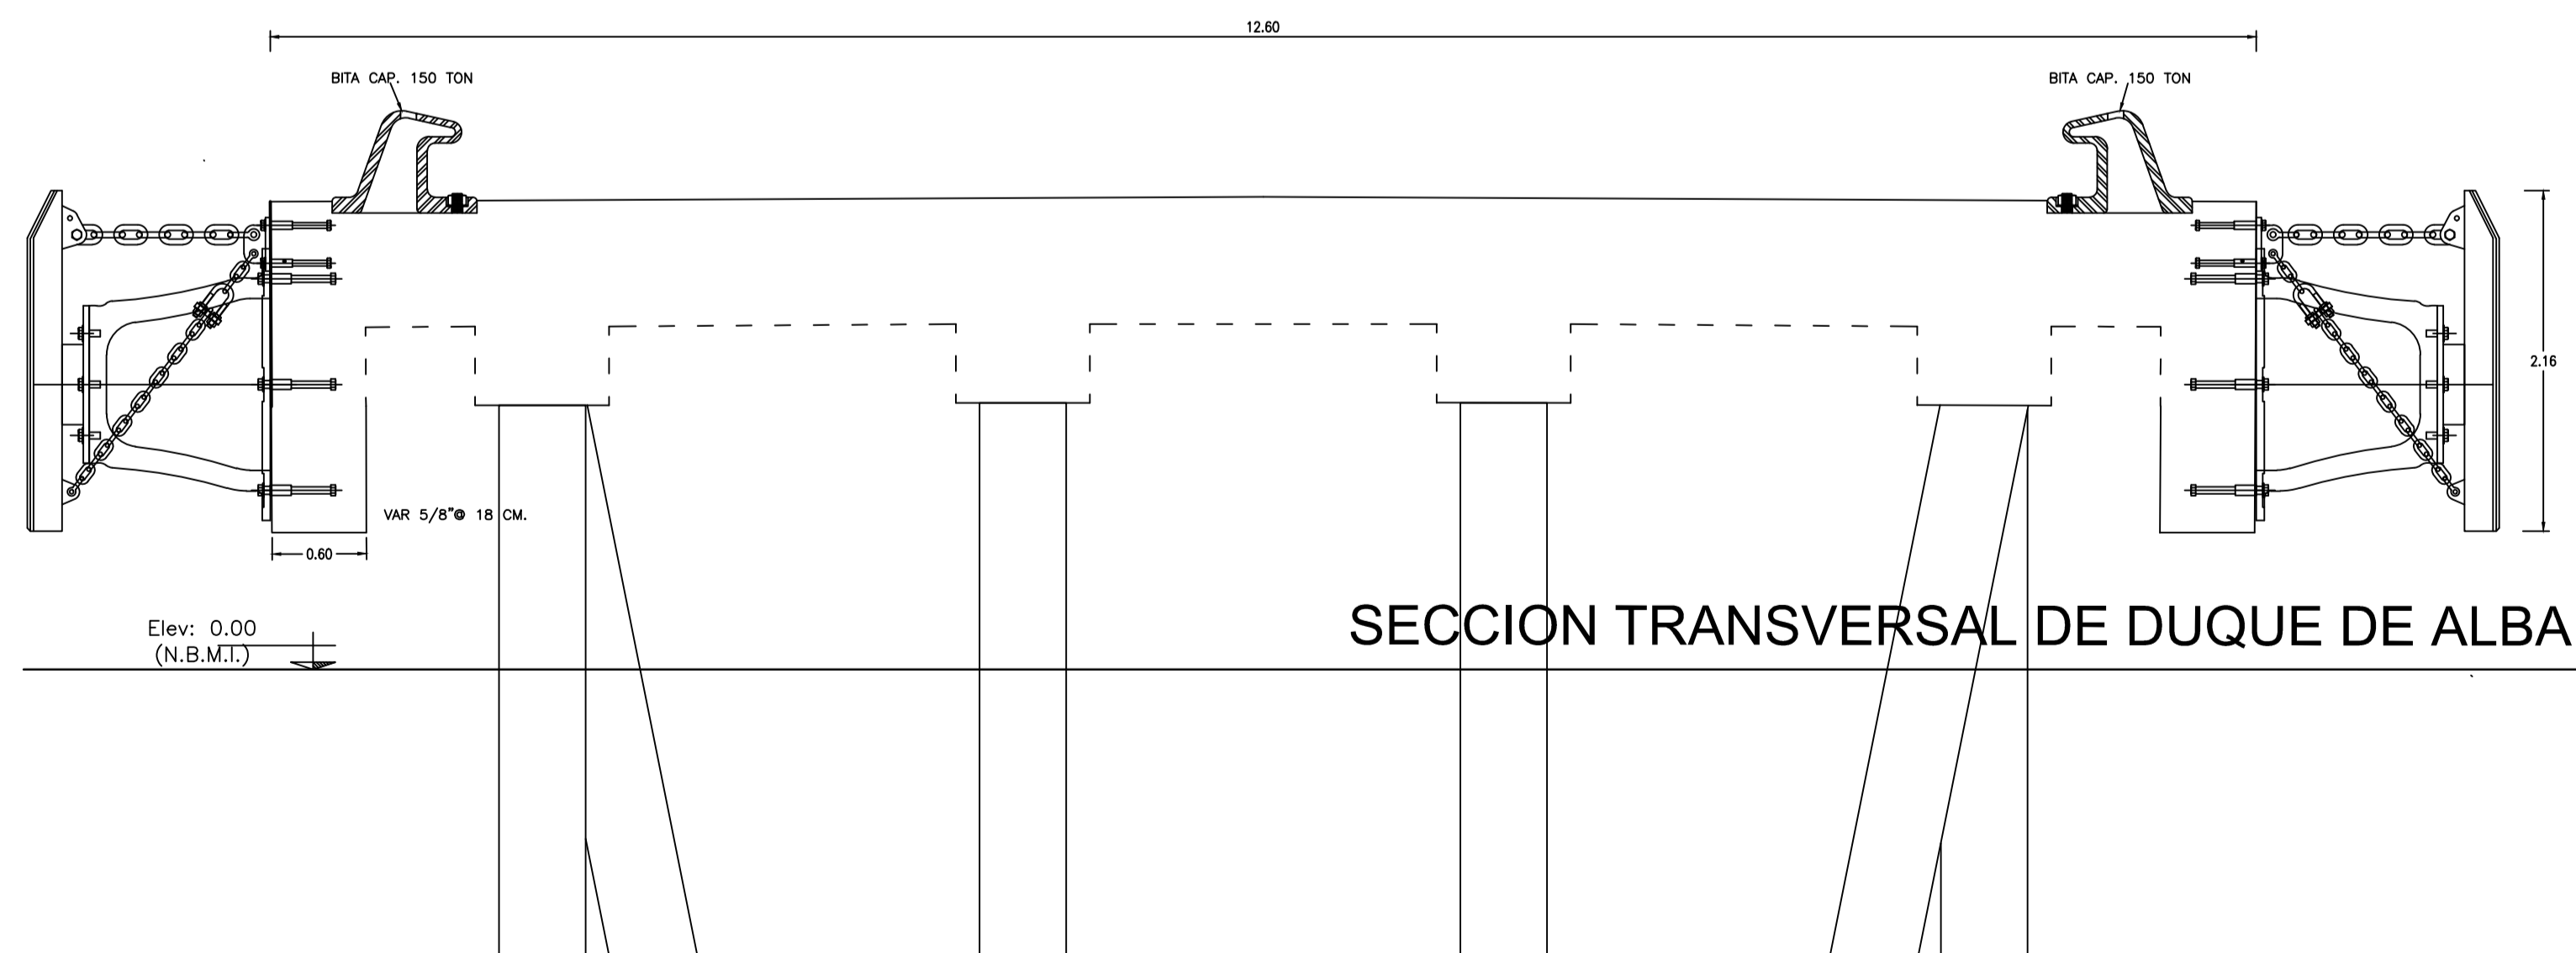 12.60
BITA CAP. 150 TON
BITA CAP. 150 TON
2.16
VAR 5/8"@ 18 CM.
0.60
SECCION TRANSVERSAL DE DUQUE DE ALBA
Elev: 0.00
(N.B.M.I.)